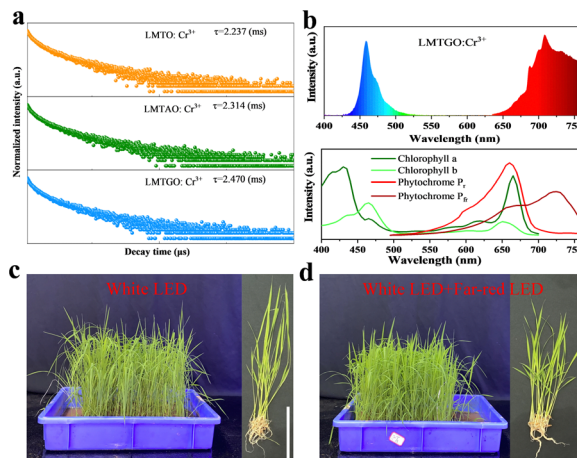 a
LMTO: Cr³⁺ τ=2.237 (ms)
LMTAO: Cr³⁺ τ=2.314 (ms)
LMTGO: Cr³⁺ τ=2.470 (ms)
Normalized intensity (a.u.)
Decay time (μs)
b
LMTGO:Cr³⁺
Intensity (a.u.)
400 450 500 550 600 650 700 750
Wavelength (nm)
Chlorophyll a
Chlorophyll b
Phytochrome Pr
Phytochrome Pfr
Intensity (a.u.)
400 450 500 550 600 650 700 750
Wavelength (nm)
c
White LED
d
White LED+Far-red LED